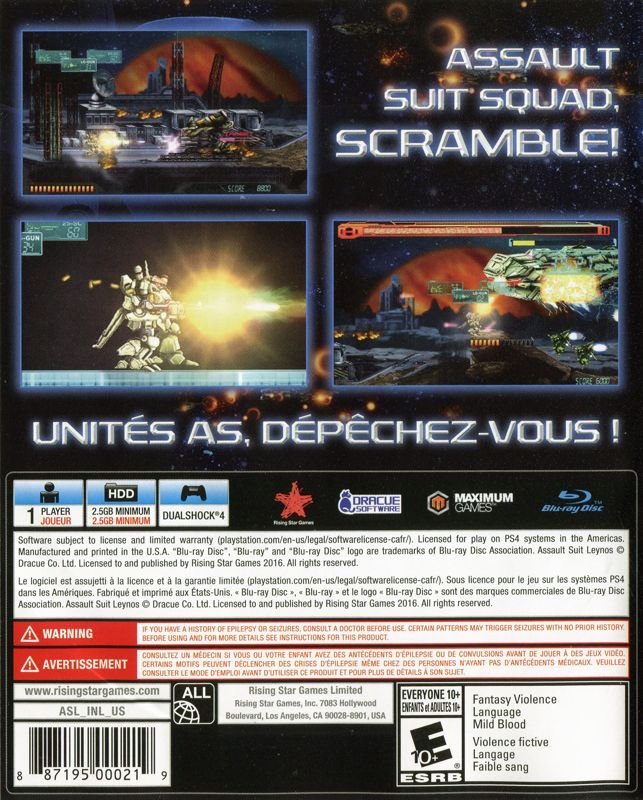 ASSAULT
SUIT SQUAD,
SCRAMBLE!
SCORE 8800
GUN
34
60
SCORE 6000
UNITÉS AS, DÉPÊCHEZ-VOUS !
1 PLAYER
JOUEUR
HDD
2.5GB MINIMUM
2.5GB MINIMUM
DUALSHOCK®4
Rising Star Games
DRACUE
SOFTWARE
MAXIMUM
GAMES™
Blu-ray Disc
Software subject to license and limited warranty (playstation.com/en-us/legal/softwarelicense-cafr/). Licensed for play on PS4 systems in the Americas.
Manufactured and printed in the U.S.A. “Blu-ray Disc”, “Blu-ray” and “Blu-ray Disc” logo are trademarks of Blu-ray Disc Association. Assault Suit Leynos ©
Dracue Co. Ltd. Licensed to and published by Rising Star Games 2016. All rights reserved.
Le logiciel est assujetti à la licence et à la garantie limitée (playstation.com/en-us/legal/softwarelicense-cafr/). Sous licence pour le jeu sur les systèmes PS4
dans les Amériques. Fabriqué et imprimé aux États-Unis. « Blu-ray Disc », « Blu-ray » et le logo « Blu-ray Disc » sont des marques commerciales de Blu-ray Disc
Association. Assault Suit Leynos © Dracue Co. Ltd. Licensed to and published by Rising Star Games 2016. All rights reserved.
WARNING
IF YOU HAVE A HISTORY OF EPILEPSY OR SEIZURES, CONSULT A DOCTOR BEFORE USE. CERTAIN PATTERNS MAY TRIGGER SEIZURES WITH NO PRIOR HISTORY.
BEFORE USING AND FOR MORE DETAILS SEE INSTRUCTIONS FOR THIS PRODUCT.
AVERTISSEMENT
CONSULTEZ UN MÉDECIN SI VOUS OU VOTRE ENFANT AVEZ DES ANTÉCÉDENTS D'ÉPILEPSIE OU DE CONVULSIONS AVANT DE JOUER À DES JEUX VIDÉO.
CERTAINS MOTIFS PEUVENT DÉCLENCHER DES CRISES D'ÉPILEPSIE MÊME CHEZ DES PERSONNES N'AYANT PAS D'ANTÉCÉDENTS MÉDICAUX. VEUILLEZ
CONSULTER LE MODE D'EMPLOI AVANT D'UTILISER CE PRODUIT ET POUR PLUS DE DÉTAILS À SON SUJET.
www.risingstargames.com
ASL_INL_US
8 87195 00021 9
ALL
Rising Star Games Limited
Rising Star Games, Inc. 7083 Hollywood
Boulevard, Los Angeles, CA 90028-8901, USA
EVERYONE 10+
ENFANTS et ADULTES 10+
E
10+
ESRB
Fantasy Violence
Language
Mild Blood
Violence fictive
Langage
Faible sang